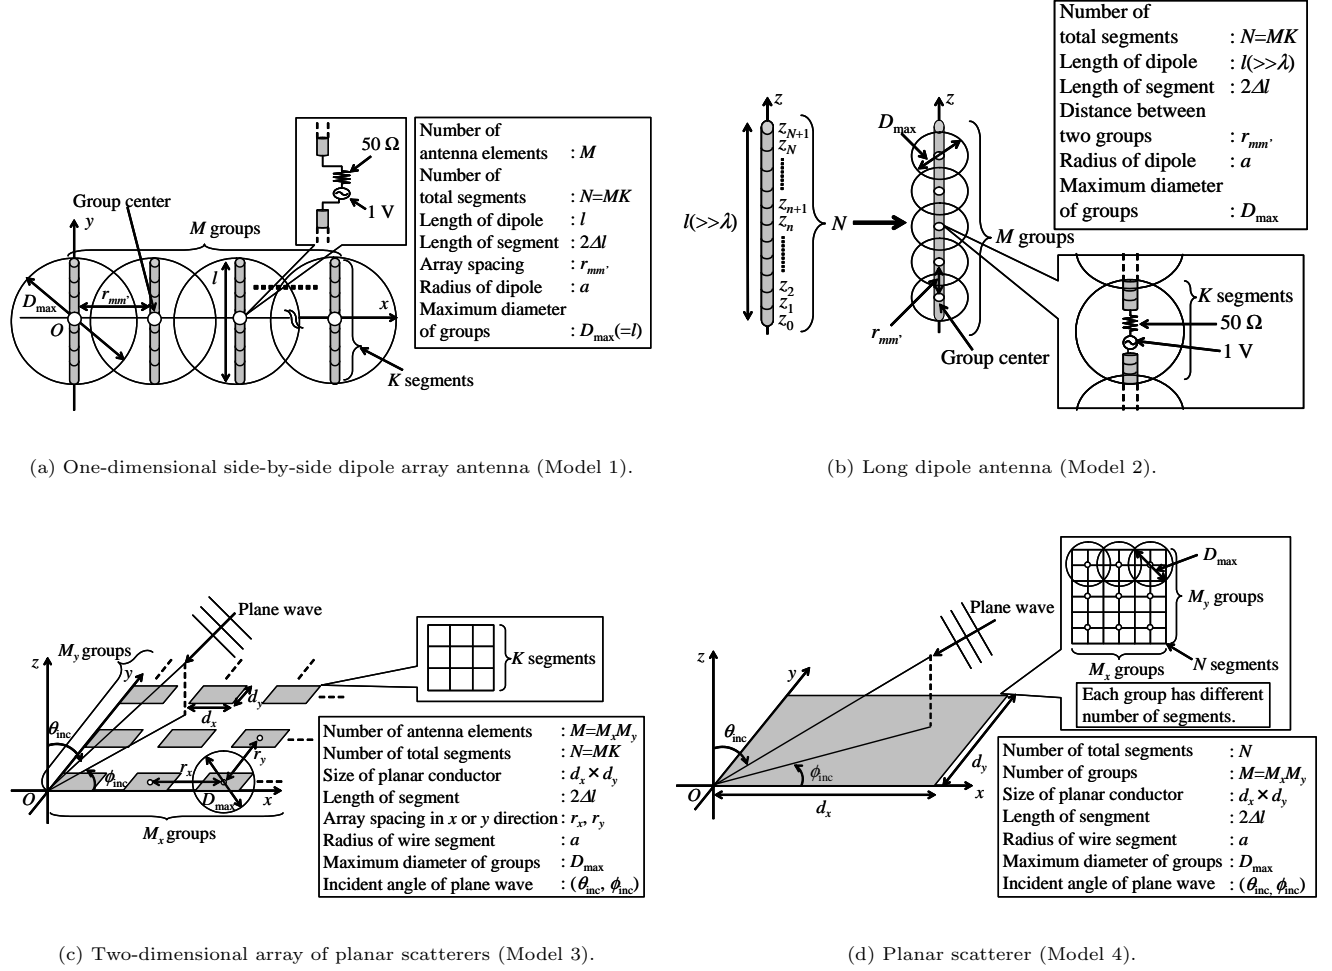 50 Ω
1 V
Group center
y
M groups
l
D_max
r_mm'
x
O
K segments
Number of
antenna elements : M
Number of
total segments : N=MK
Length of dipole : l
Length of segment : 2Δl
Array spacing : r_mm'
Radius of dipole : a
Maximum diameter
of groups : D_max(=l)
(a) One-dimensional side-by-side dipole array antenna (Model 1).
z
z_N+1
z_N
z_n+1
z_n
z_2
z_1
z_0
l(>>λ)
N
z
D_max
M groups
r_mm'
Group center
K segments
50 Ω
1 V
Number of
total segments : N=MK
Length of dipole : l(>>λ)
Length of segment : 2Δl
Distance between
two groups : r_mm'
Radius of dipole : a
Maximum diameter
of groups : D_max
(b) Long dipole antenna (Model 2).
Plane wave
M_y groups
z
y
θ_inc
d_x
d_y
ϕ_inc
r_x
r_y
D_max
x
O
M_x groups
K segments
Number of antenna elements : M=M_xM_y
Number of total segments : N=MK
Size of planar conductor : d_x×d_y
Length of segment : 2Δl
Array spacing in x or y direction : r_x, r_y
Radius of wire segment : a
Maximum diameter of groups : D_max
Incident angle of plane wave : (θ_inc, ϕ_inc)
(c) Two-dimensional array of planar scatterers (Model 3).
Plane wave
z
y
θ_inc
ϕ_inc
O
x
d_x
d_y
D_max
M_y groups
M_x groups
N segments
Each group has different
number of segments.
Number of total segments : N
Number of groups : M=M_xM_y
Size of planar conductor : d_x×d_y
Length of sengment : 2Δl
Radius of wire segment : a
Maximum diameter of groups : D_max
Incident angle of plane wave : (θ_inc, ϕ_inc)
(d) Planar scatterer (Model 4).